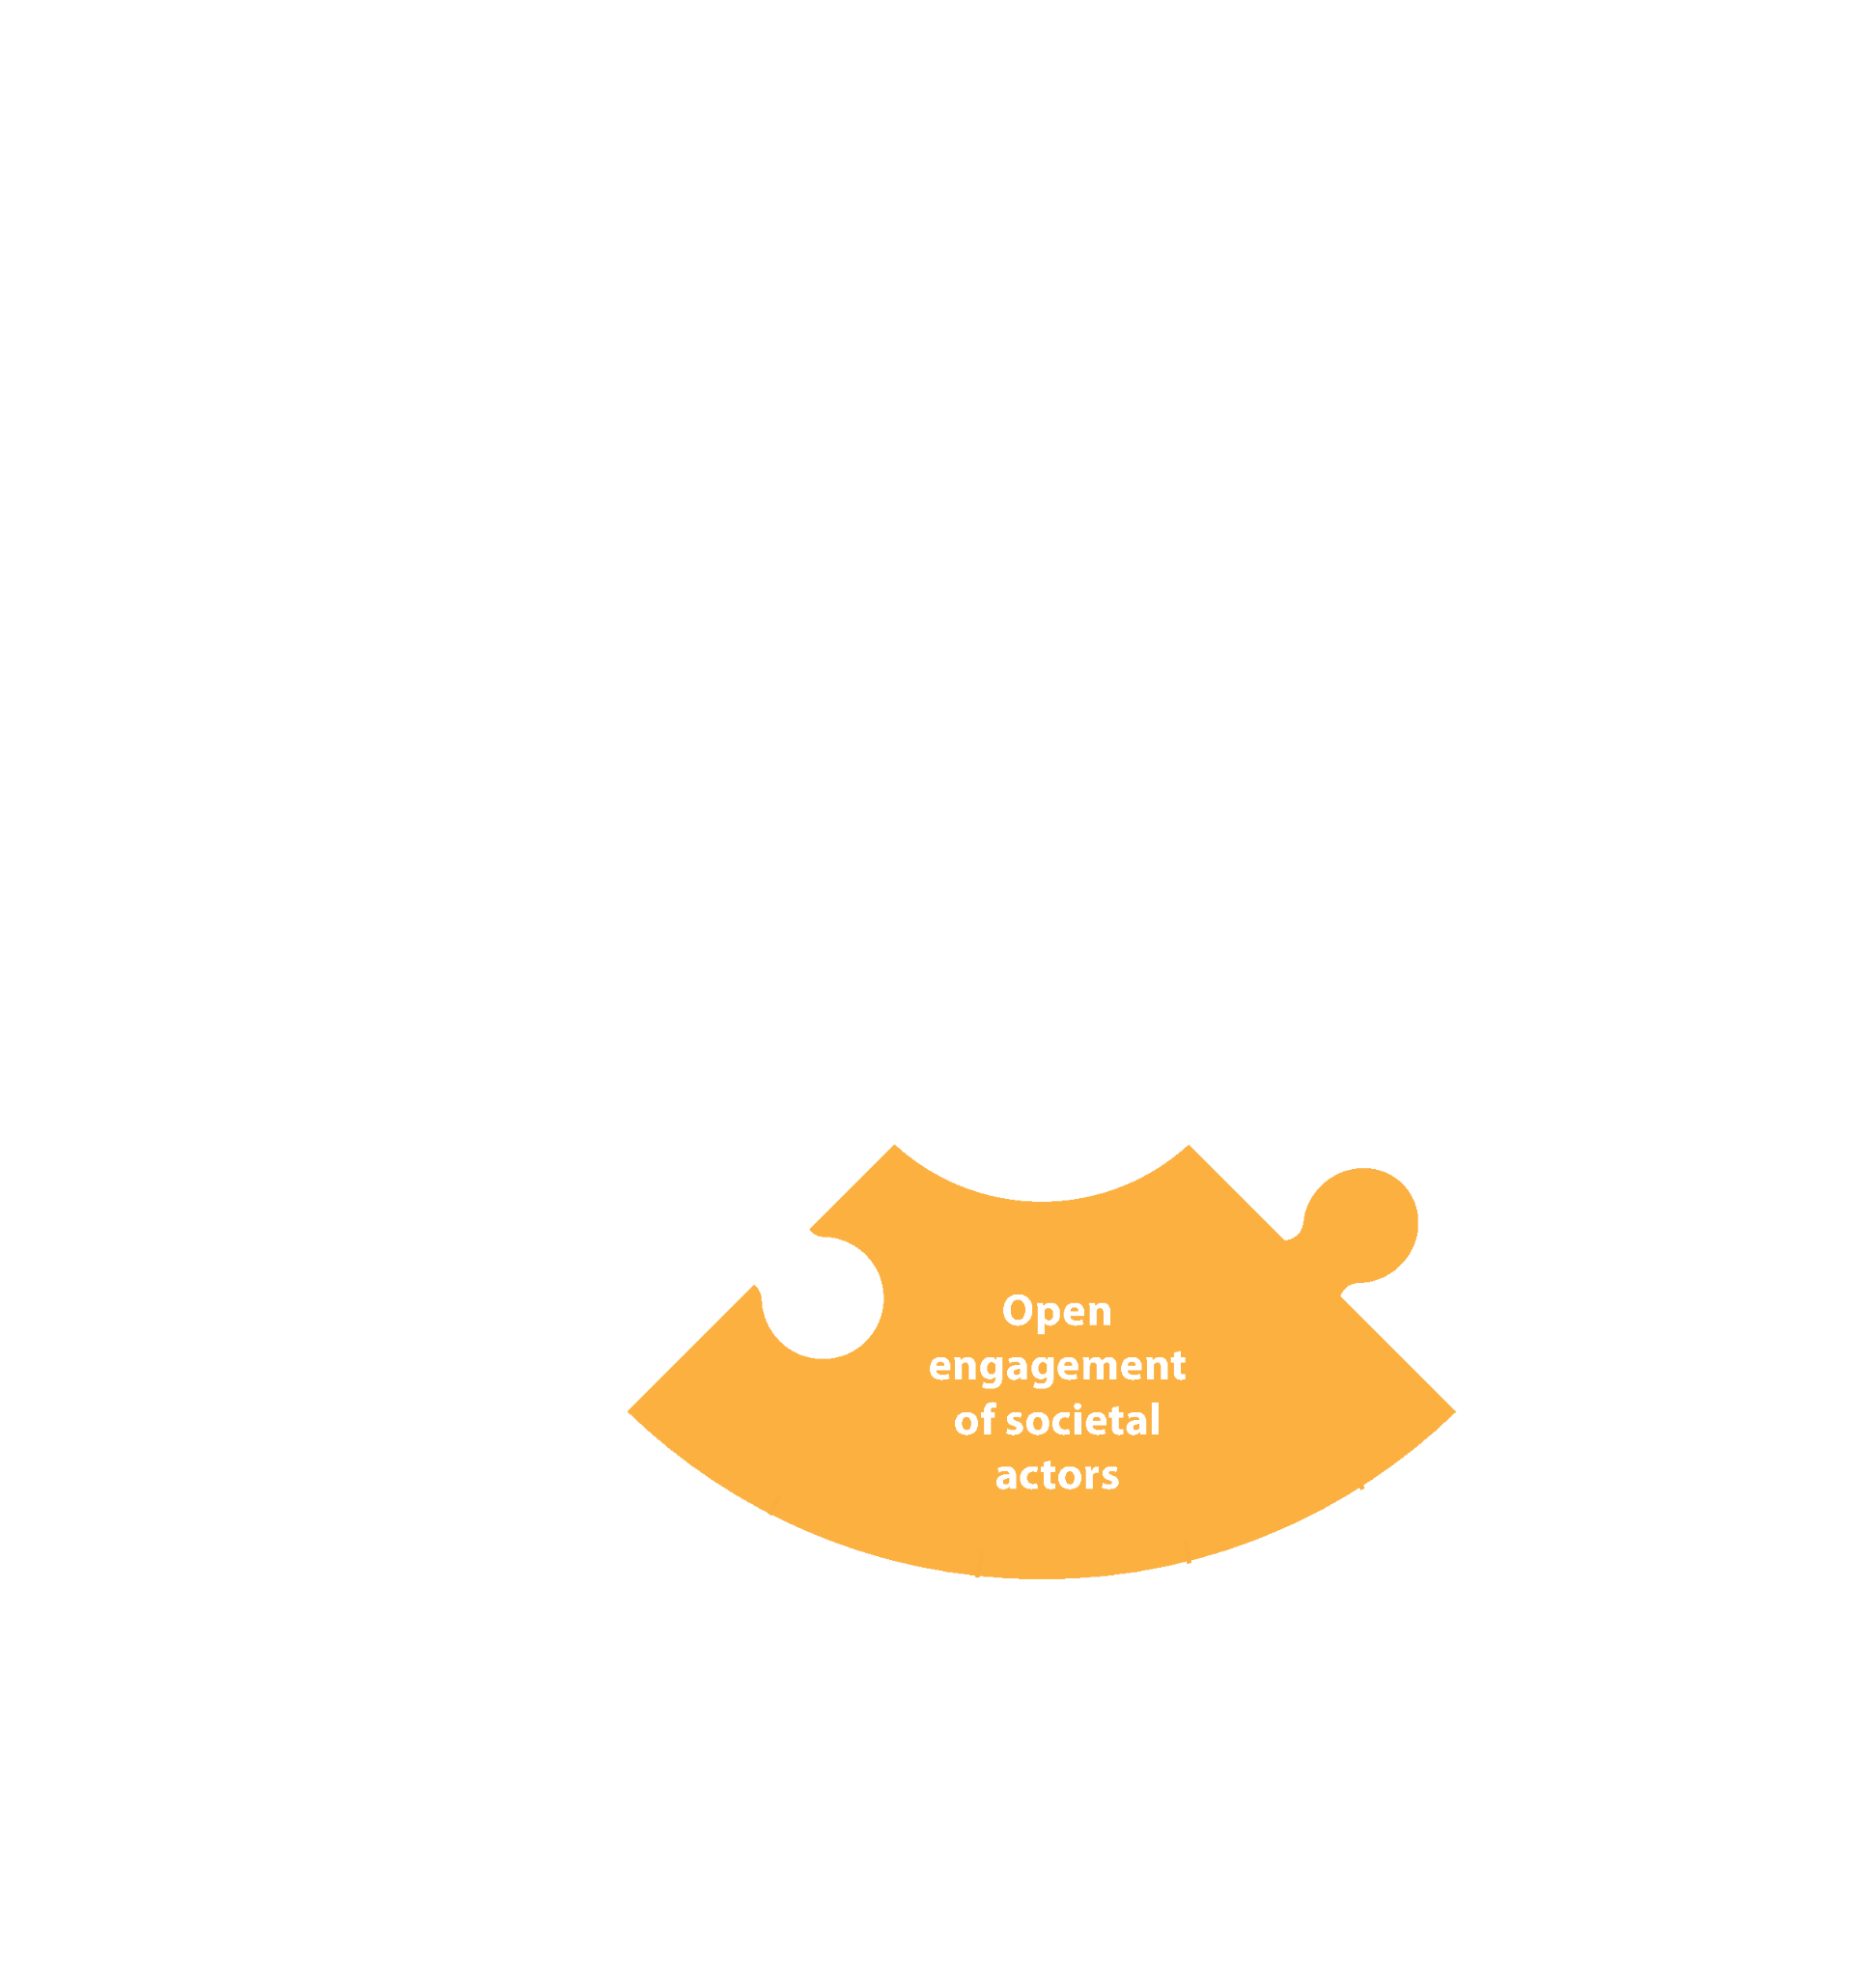 Open
engagement
of societal
actors